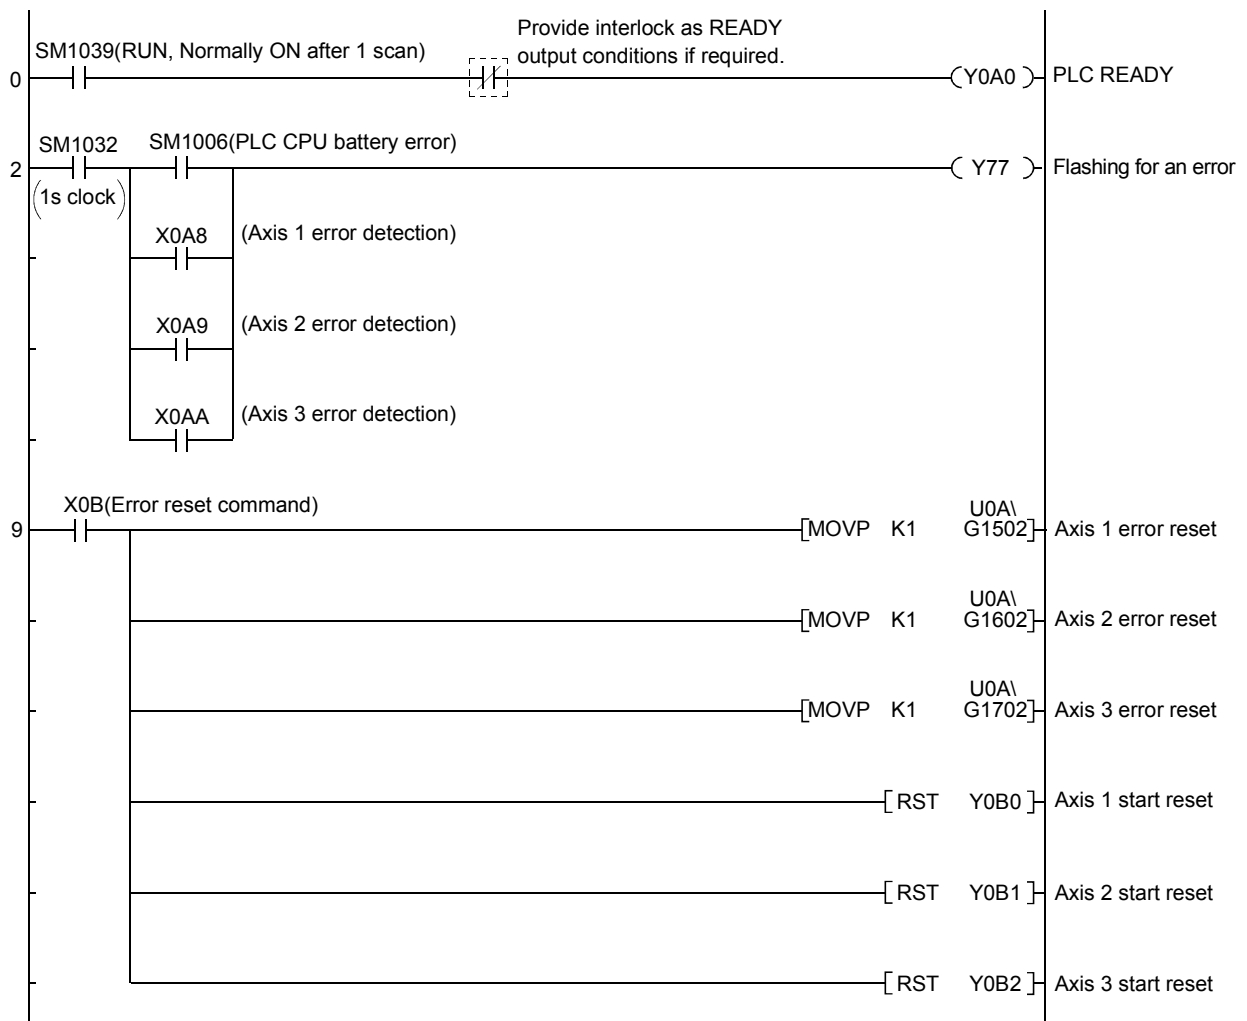 Provide interlock as READY
output conditions if required.
SM1039(RUN, Normally ON after 1 scan)
0
Y0A0
PLC READY
SM1032
SM1006(PLC CPU battery error)
2
Y77
Flashing for an error
(1s clock)
X0A8
(Axis 1 error detection)
X0A9
(Axis 2 error detection)
X0AA
(Axis 3 error detection)
X0B(Error reset command)
9
[MOVP K1 U0A\
G1502]
Axis 1 error reset
[MOVP K1 U0A\
G1602]
Axis 2 error reset
[MOVP K1 U0A\
G1702]
Axis 3 error reset
[RST Y0B0]
Axis 1 start reset
[RST Y0B1]
Axis 2 start reset
[RST Y0B2]
Axis 3 start reset